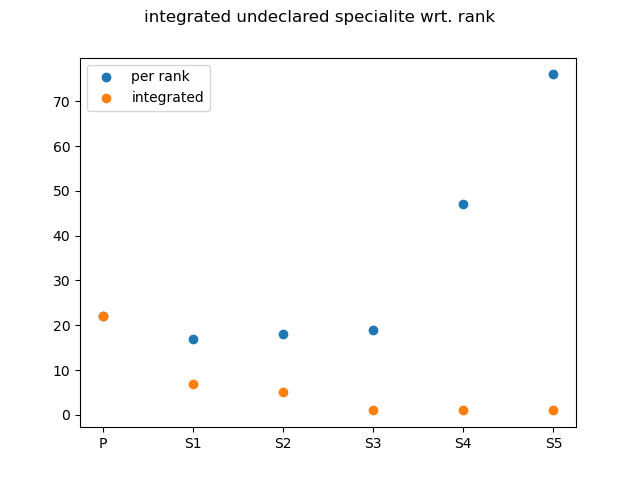 integrated undeclared specialite wrt. rank
per rank
integrated
70
60
50
40
30
20
10
0
P S1 S2 S3 S4 S5